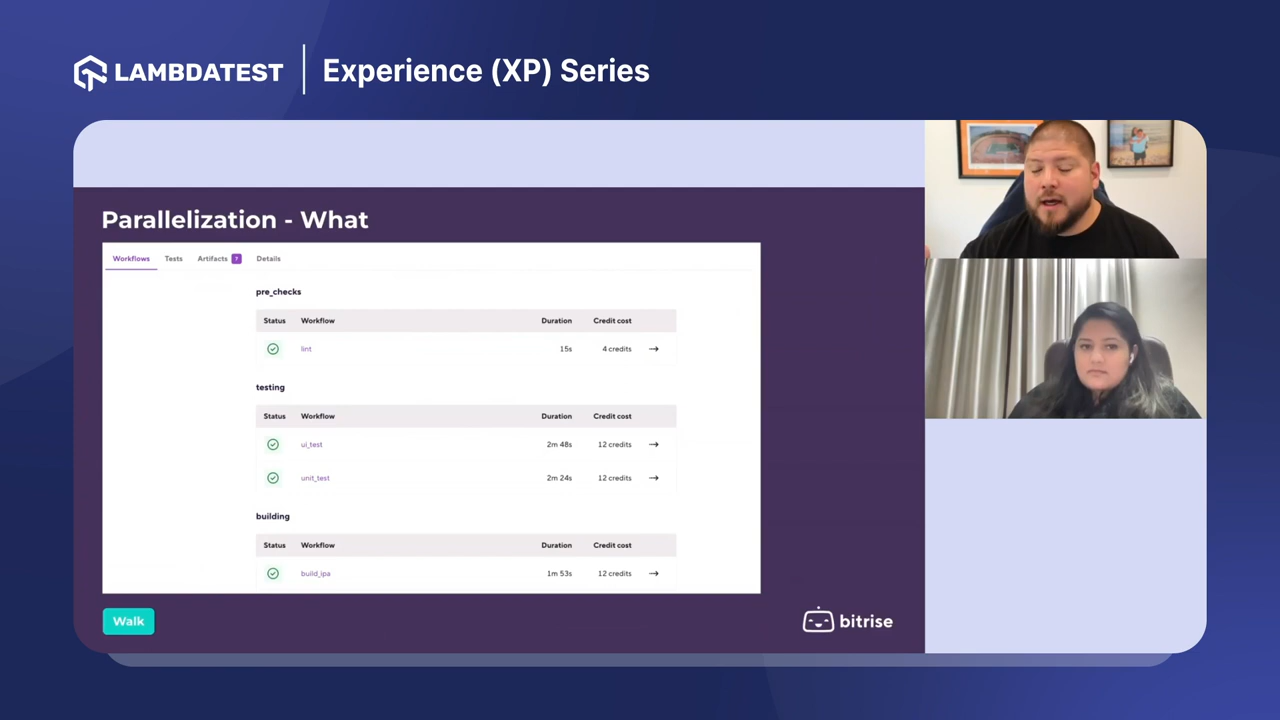 LAMBDATEST
Experience (XP) Series
Parallelization - What
Workflows Tests Artifacts 7 Details
pre_checks
Status Workflow Duration Credit cost
lint 15s 4 credits →
testing
Status Workflow Duration Credit cost
ui_test 2m 48s 12 credits →
unit_test 2m 24s 12 credits →
building
Status Workflow Duration Credit cost
build_ipa 1m 53s 12 credits →
Walk
bitrise